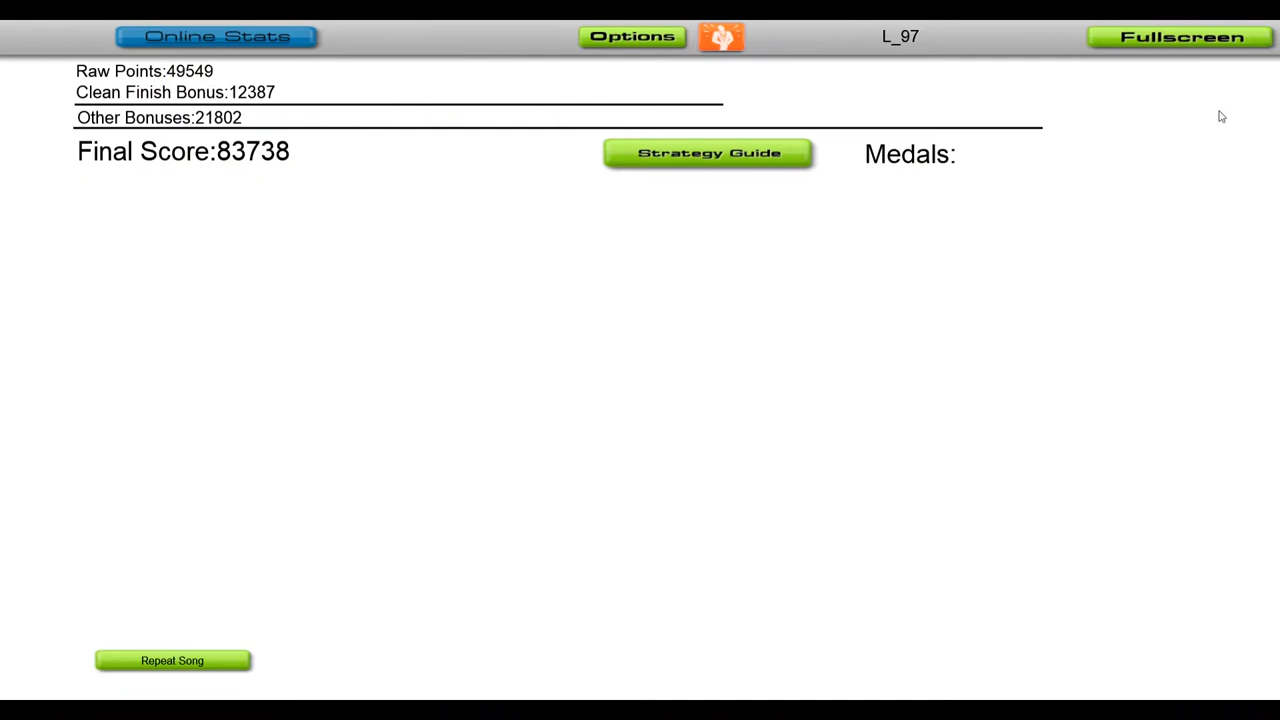 Online Stats
Options
L_97
Fullscreen
Raw Points:49549
Clean Finish Bonus:12387
Other Bonuses:21802
Final Score:83738
Strategy Guide
Medals:
Repeat Song